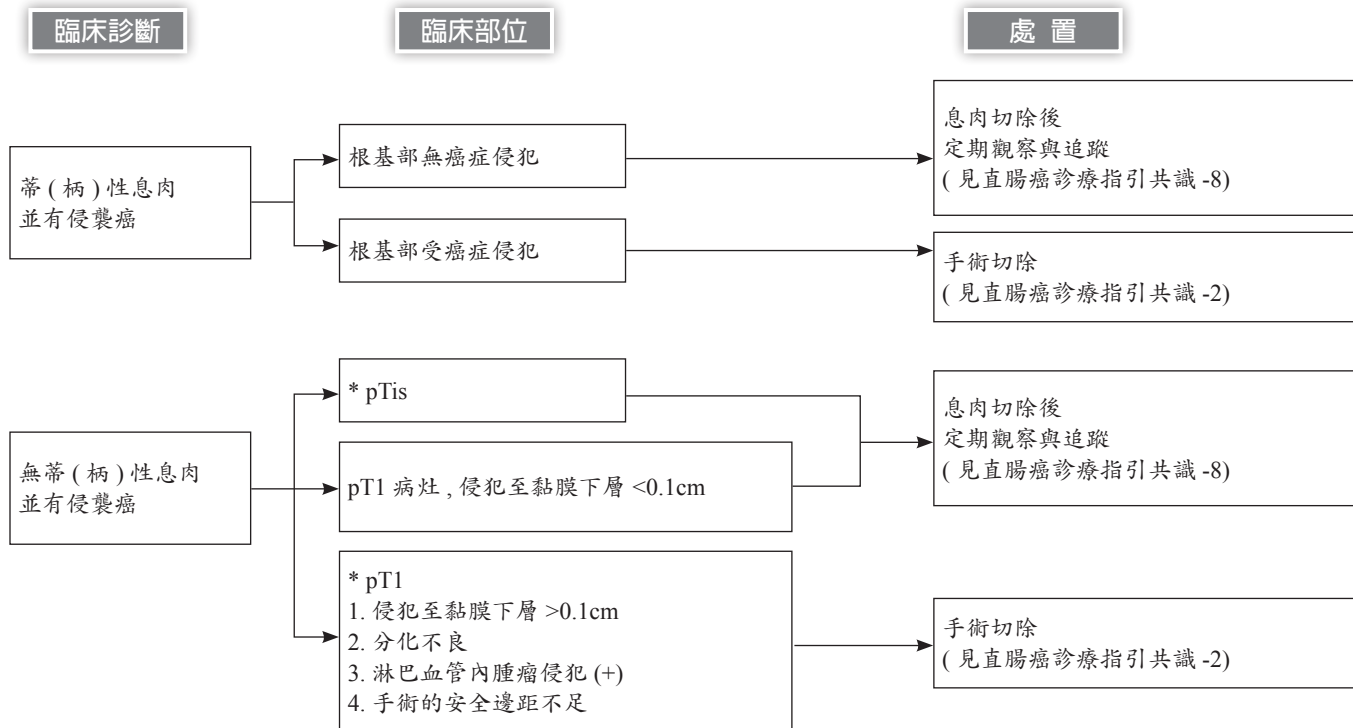 臨床診斷
臨床部位
處 置
蒂 ( 柄 ) 性息肉
並有侵襲癌
根基部無癌症侵犯
息肉切除後
定期觀察與追蹤
( 見直腸癌診療指引共識 -8)
根基部受癌症侵犯
手術切除
( 見直腸癌診療指引共識 -2)
無蒂 ( 柄 ) 性息肉
並有侵襲癌
* pTis
pT1 病灶 , 侵犯至黏膜下層 <0.1cm
息肉切除後
定期觀察與追蹤
( 見直腸癌診療指引共識 -8)
* pT1
1. 侵犯至黏膜下層 >0.1cm
2. 分化不良
3. 淋巴血管內腫瘤侵犯 (+)
4. 手術的安全邊距不足
手術切除
( 見直腸癌診療指引共識 -2)